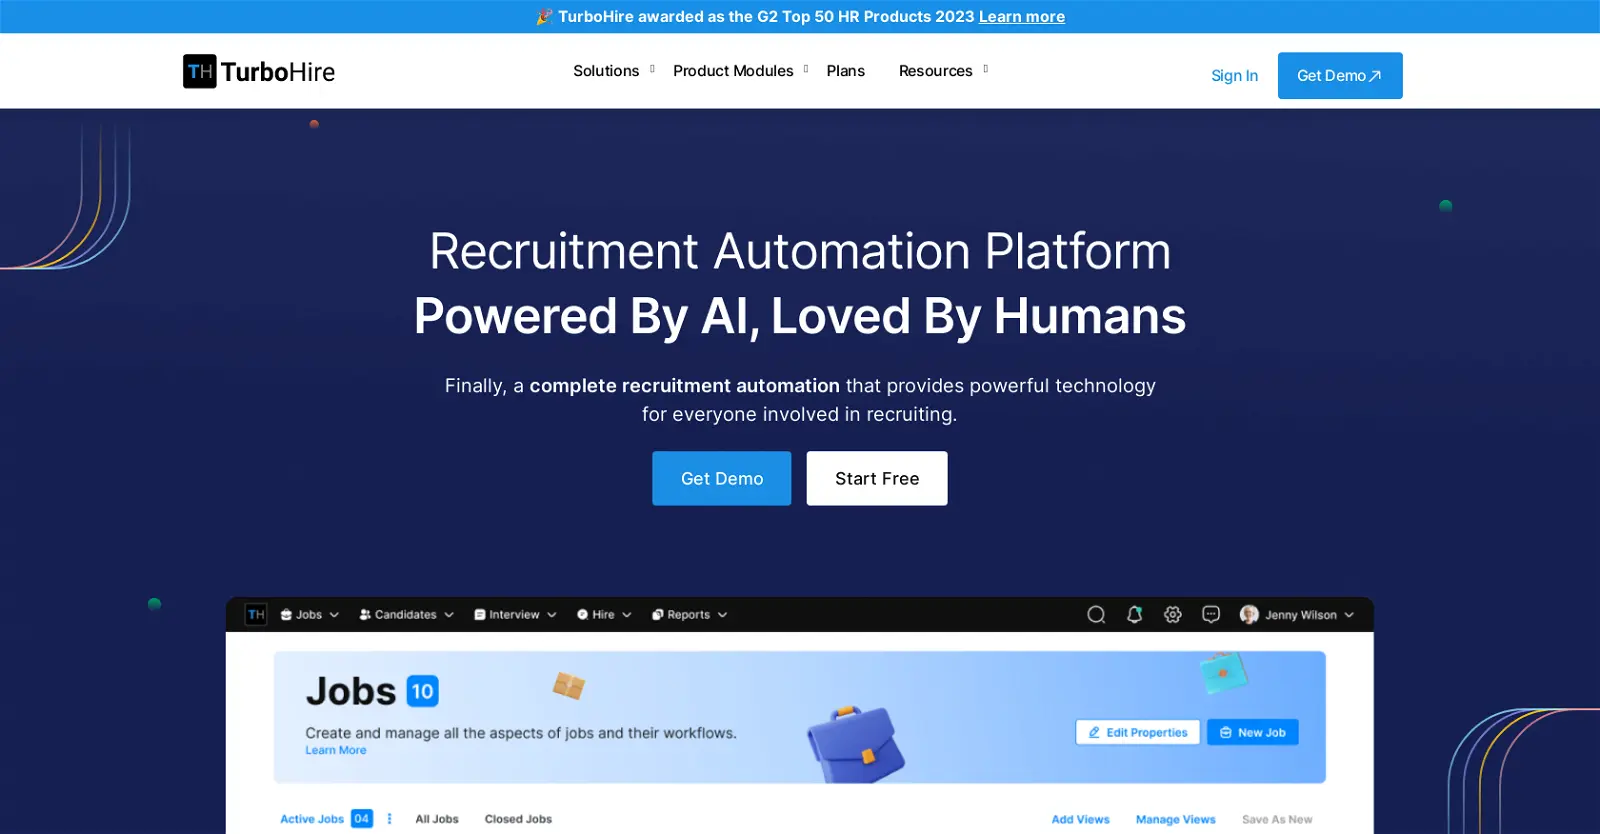 🎉 TurboHire awarded as the G2 Top 50 HR Products 2023 Learn more
TH TurboHire
Solutions Product Modules Plans Resources
Sign In
Get Demo
Recruitment Automation Platform
Powered By AI, Loved By Humans
Finally, a complete recruitment automation that provides powerful technology
for everyone involved in recruiting.
Get Demo
Start Free
TH Jobs Candidates Interview Hire Reports Jenny Wilson
Jobs 10
Create and manage all the aspects of jobs and their workflows.
Learn More
Edit Properties
New Job
Active Jobs 04 All Jobs Closed Jobs Add Views Manage Views Save As New